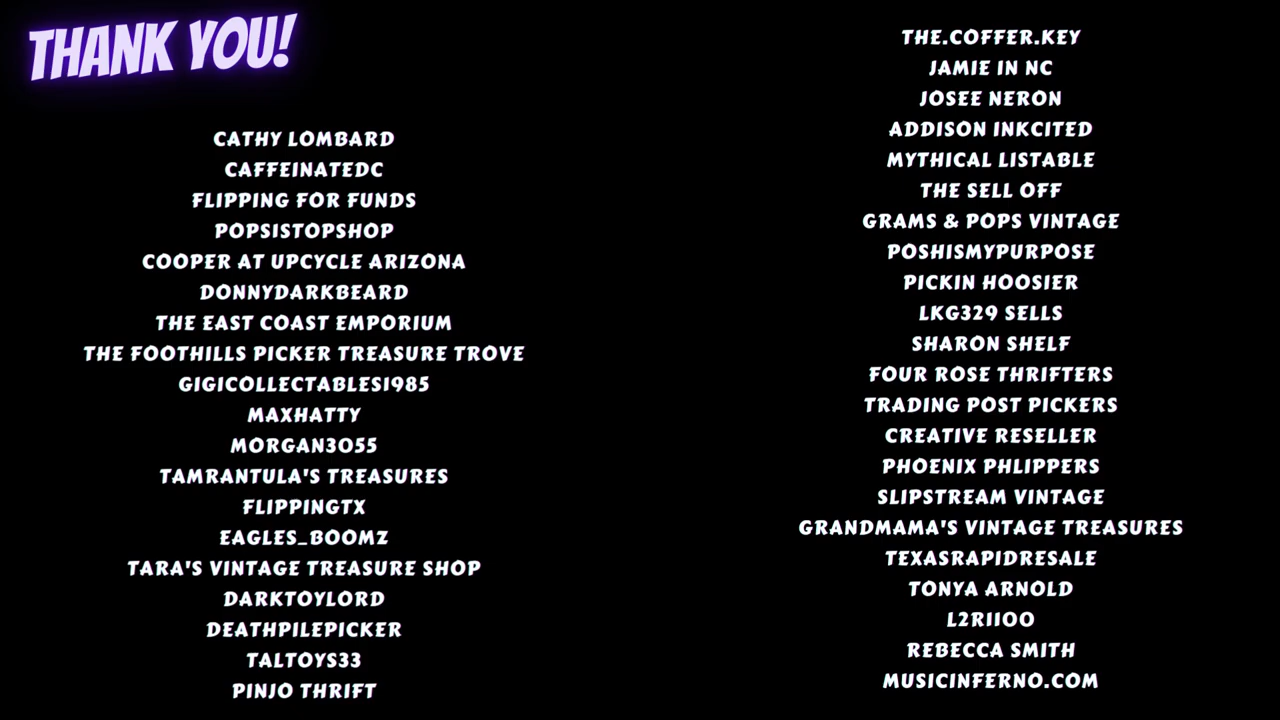 THANK YOU!
CATHY LOMBARD
CAFFEINATEDC
FLIPPING FOR FUNDS
POPSISTOPSHOP
COOPER AT UPCYCLE ARIZONA
DONNYDARKBEARD
THE EAST COAST EMPORIUM
THE FOOTHILLS PICKER TREASURE TROVE
GIGICOLLECTABLES1985
MAXHATTY
MORGAN3055
TAMRANTULA'S TREASURES
FLIPPINGTX
EAGLES_BOOMZ
TARA'S VINTAGE TREASURE SHOP
DARKTOYLORD
DEATHPILEPICKER
TALTOYS33
PINJO THRIFT
THE.COFFER.KEY
JAMIE IN NC
JOSEE NERON
ADDISON INKCITED
MYTHICAL LISTABLE
THE SELL OFF
GRAMS & POPS VINTAGE
POSHISMYPURPOSE
PICKIN HOOSIER
LKG329 SELLS
SHARON SHELF
FOUR ROSE THRIFTERS
TRADING POST PICKERS
CREATIVE RESELLER
PHOENIX PHLIPPERS
SLIPSTREAM VINTAGE
GRANDMAMA'S VINTAGE TREASURES
TEXASRAPIDRESALE
TONYA ARNOLD
L2R1100
REBECCA SMITH
MUSICINFERNO.COM